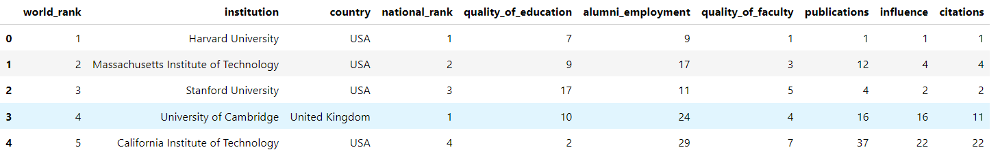 world_rank institution country national_rank quality_of_education alumni_employment quality_of_faculty publications influence citations
0 1 Harvard University USA 1 7 9 1 1 1 1
1 2 Massachusetts Institute of Technology USA 2 9 17 3 12 4 4
2 3 Stanford University USA 3 17 11 5 4 2 2
3 4 University of Cambridge United Kingdom 1 10 24 4 16 16 11
4 5 California Institute of Technology USA 4 2 29 7 37 22 22